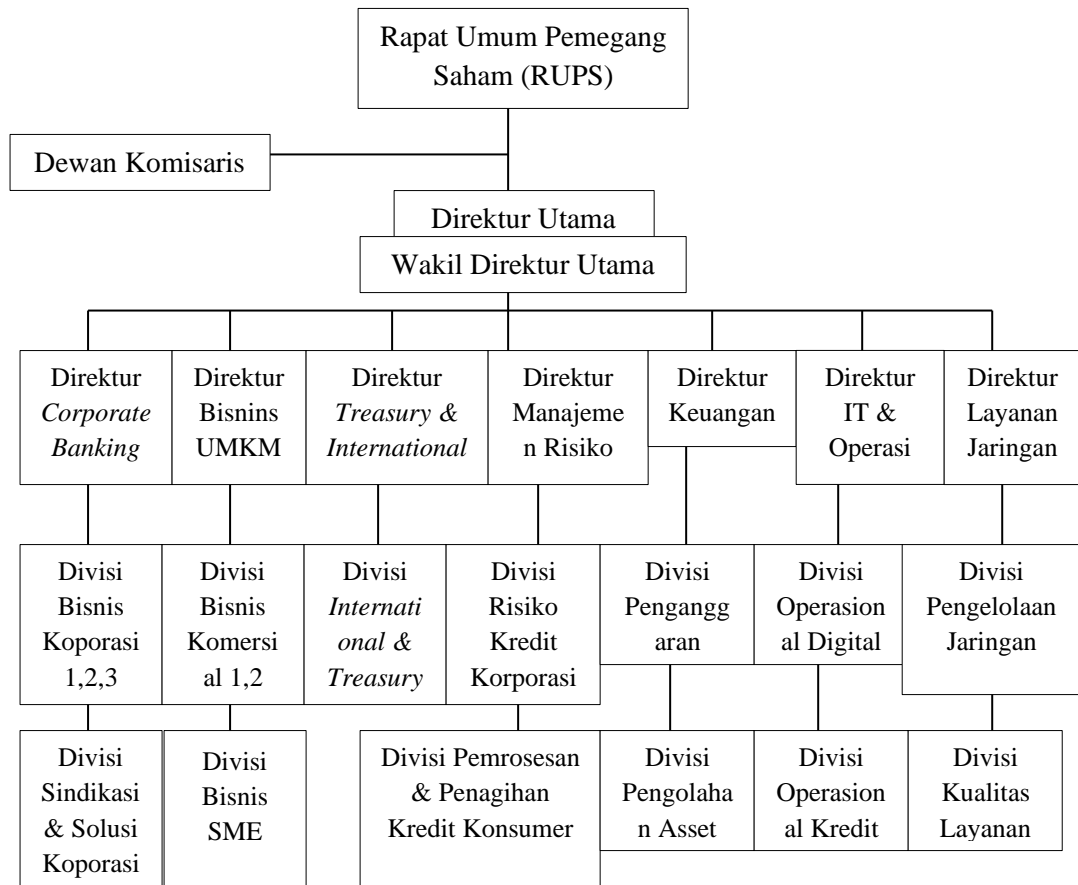 Rapat Umum Pemegang
Saham (RUPS)
Dewan Komisaris
Direktur Utama
Wakil Direktur Utama
Direktur
Corporate
Banking
Direktur
Bisnins
UMKM
Direktur
Treasury &
International
Direktur
Manajeme
n Risiko
Direktur
Keuangan
Direktur
IT &
Operasi
Direktur
Layanan
Jaringan
Divisi
Bisnis
Koporasi
1,2,3
Divisi
Bisnis
Komersi
al 1,2
Divisi
Internati
onal &
Treasury
Divisi
Risiko
Kredit
Korporasi
Divisi
Pengangg
aran
Divisi
Operasion
al Digital
Divisi
Pengelolaan
Jaringan
Divisi
Sindikasi
& Solusi
Koporasi
Divisi
Bisnis
SME
Divisi Pemrosesan
& Penagihan
Kredit Konsumer
Divisi
Pengolaha
n Asset
Divisi
Operasion
al Kredit
Divisi
Kualitas
Layanan